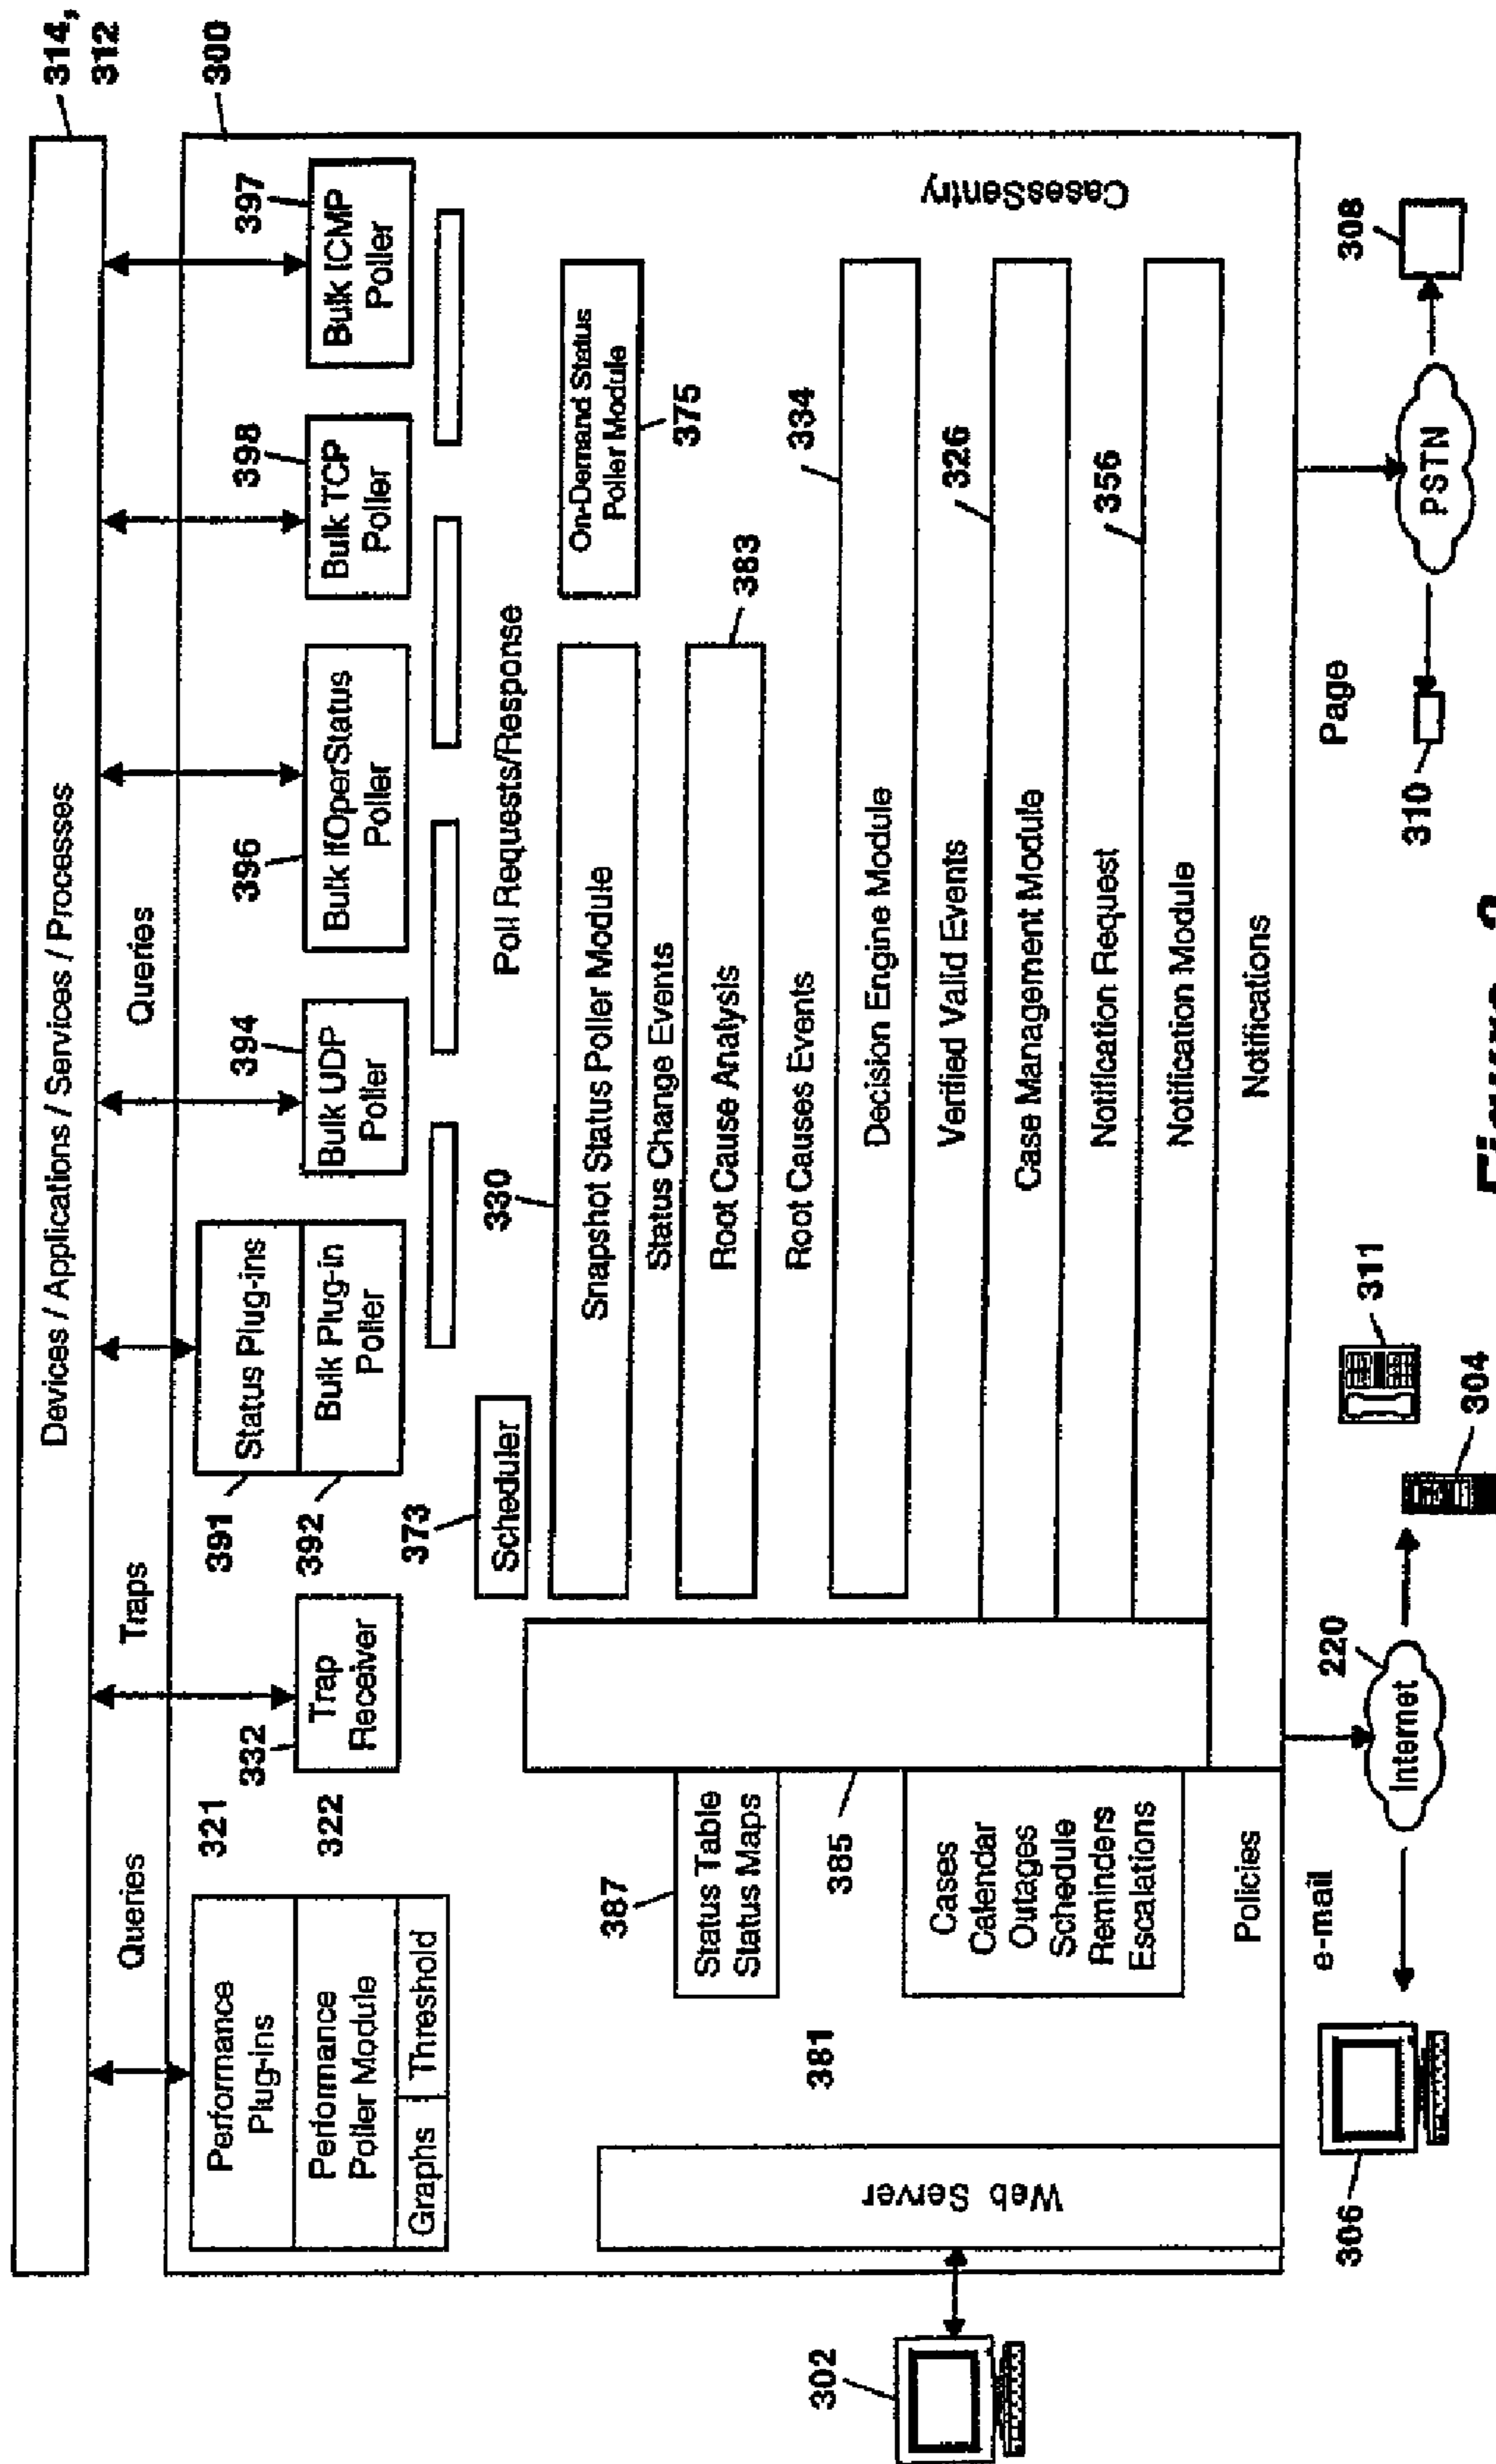 314,
312
Devices / Applications / Services / Processes
300
Queries
Traps
Queries
Performance
Plug-ins
Performance
Poller Module
Graphs
Threshold
321
322
332
Trap
Receiver
391
392
Status Plug-ins
Bulk Plug-in
Poller
394
Bulk UDP
Poller
396
Bulk IfOperStatus
Poller
398
Bulk TCP
Poller
397
Bulk ICMP
Poller
373
Scheduler
Poll Requests/Response
330
Snapshot Status Poller Module
On-Demand Status
Poller Module
375
Status Change Events
Root Cause Analysis
383
Root Causes Events
Decision Engine Module
334
Verified Valid Events
326
Case Management Module
Notification Request
356
Notification Module
Notifications
CasesSentry
387
Status Table
Status Maps
385
381
Cases
Calendar
Outages
Schedule
Reminders
Escalations
Policies
Web Server
302
e-mail
306
Internet
220
304
311
Page
310
PSTN
308